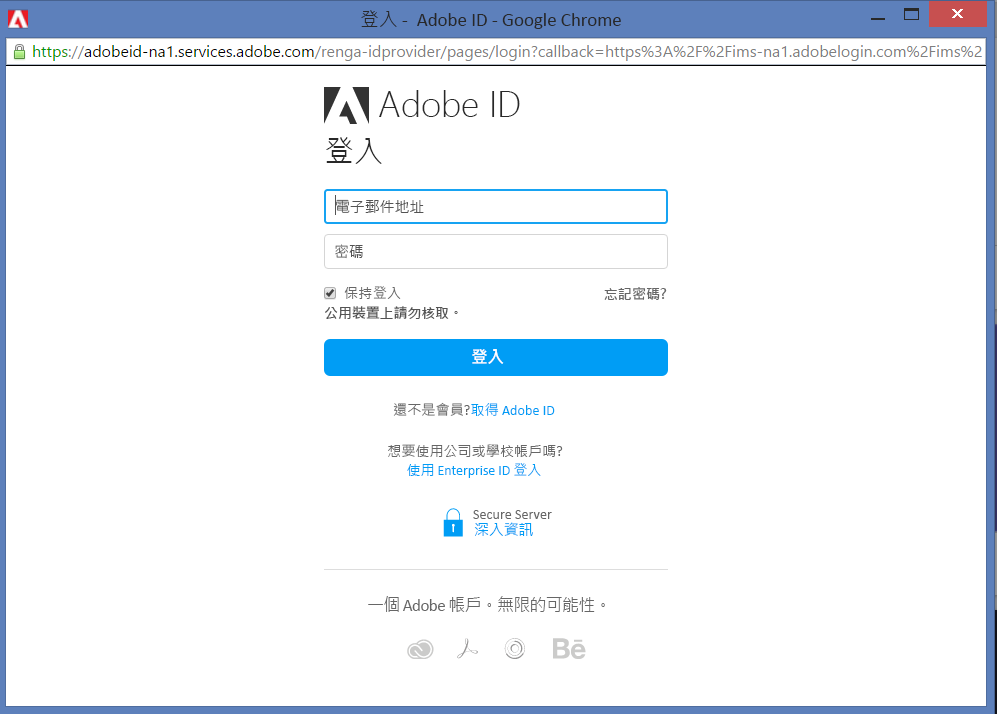 登入 - Adobe ID - Google Chrome
https://adobeid-na1.services.adobe.com/renga-idprovider/pages/login?callback=https%3A%2F%2Fims-na1.adobelogin.com%2Fims%2
Adobe ID
登入
電子郵件地址
密碼
保持登入 忘記密碼?
公用裝置上請勿核取。
登入
還不是會員?取得 Adobe ID
想要使用公司或學校帳戶嗎?
使用 Enterprise ID 登入
Secure Server
深入資訊
一個 Adobe 帳戶。無限的可能性。
Bē